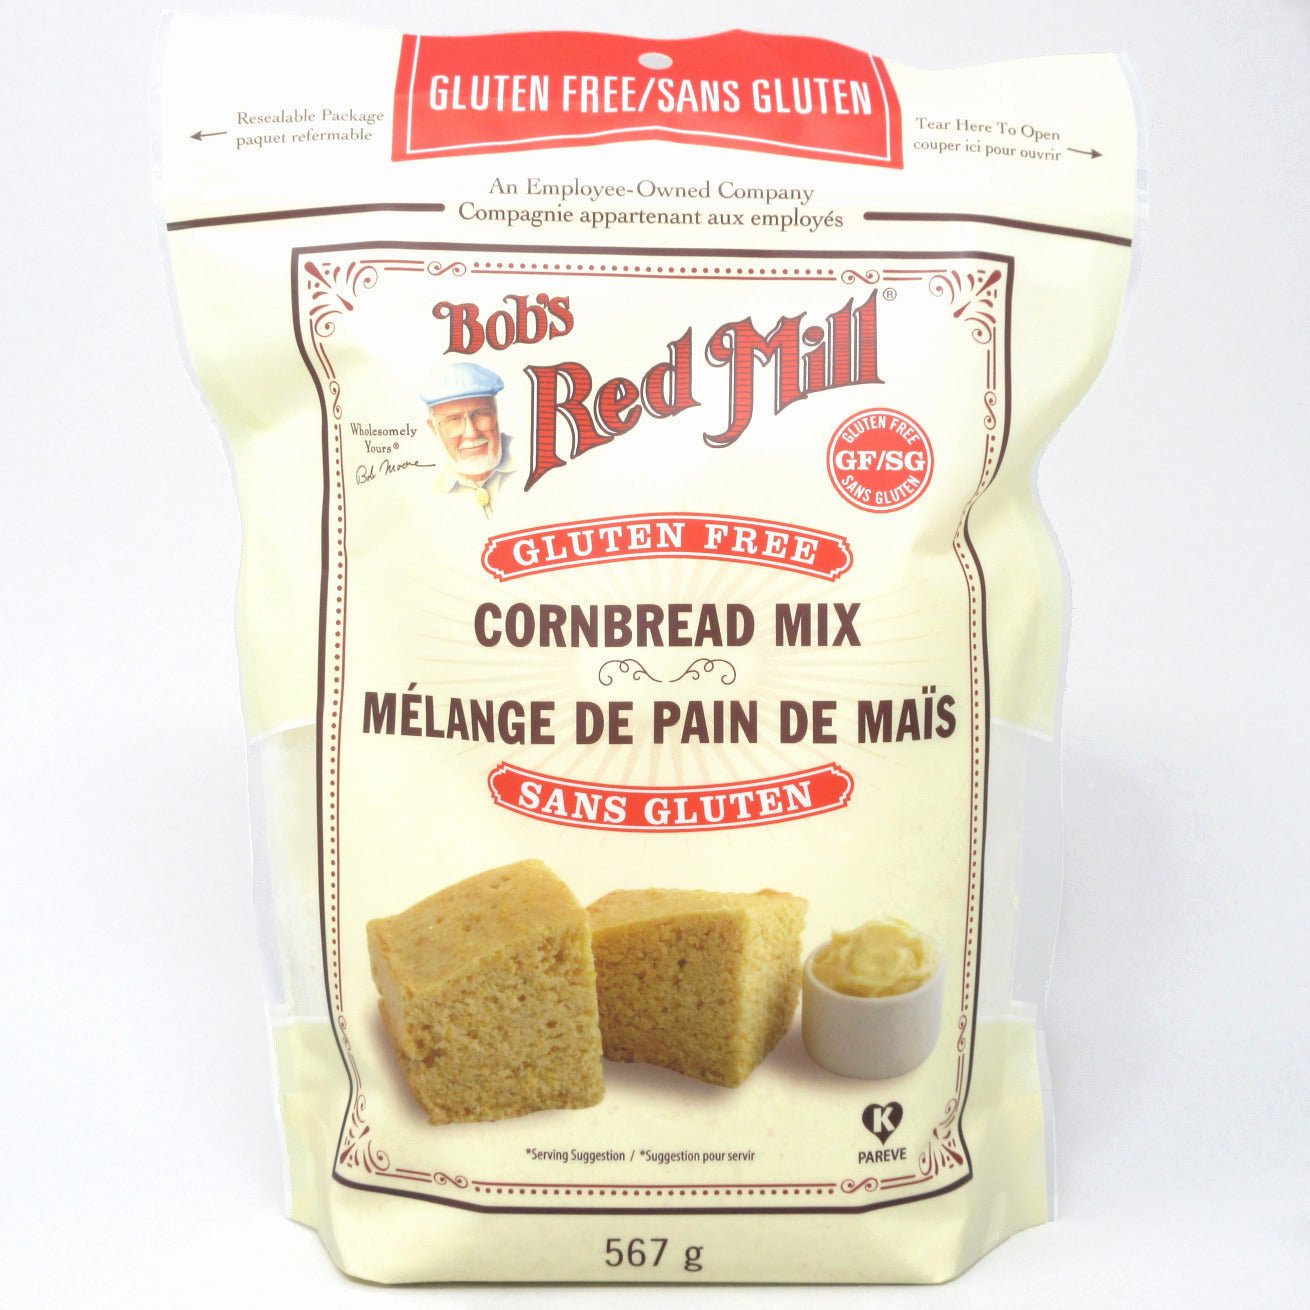 GLUTEN FREE/SANS GLUTEN
Resealable Package
paquet refermable
Tear Here To Open
couper ici pour ouvrir
An Employee-Owned Company
Compagnie appartenant aux employés
Bob's
Red Mill®
Wholesomely
Yours®
Bob Moore
GLUTEN FREE
GF/SG
SANS GLUTEN
GLUTEN FREE
CORNBREAD MIX
MÉLANGE DE PAIN DE MAÏS
SANS GLUTEN
K
PAREVE
*Serving Suggestion / *Suggestion pour servir
567 g